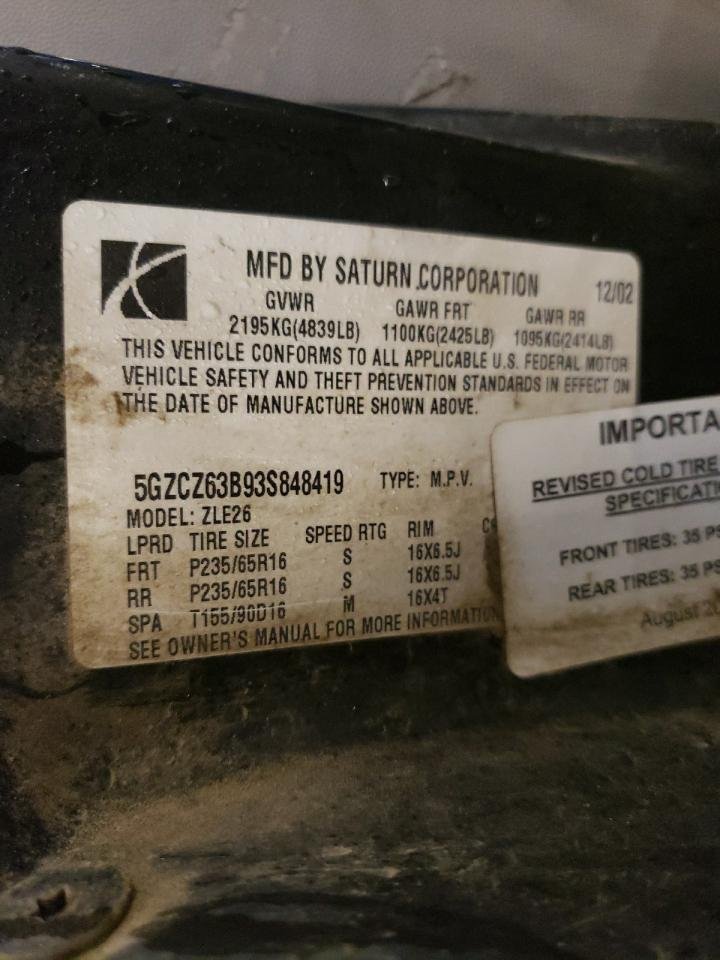 MFD BY SATURN CORPORATION 12/02
GVWR GAWR FRT GAWR RR
2195KG(4839LB) 1100KG(2425LB) 1095KG(2414LB)
THIS VEHICLE CONFORMS TO ALL APPLICABLE U.S. FEDERAL MOTOR
VEHICLE SAFETY AND THEFT PREVENTION STANDARDS IN EFFECT ON
THE DATE OF MANUFACTURE SHOWN ABOVE.
5GZCZ63B93S848419 TYPE: M.P.V.
MODEL: ZLE26
LPRD TIRE SIZE SPEED RTG RIM
FRT P235/65R16 S 16X6.5J
RR P235/65R16 S 16X6.5J
SPA T155/90D16 M 16X4T
SEE OWNER'S MANUAL FOR MORE INFORMATION
IMPORTA
REVISED COLD TIRE
SPECIFICATI
FRONT TIRES: 35 PS
REAR TIRES: 35 PS
August 20